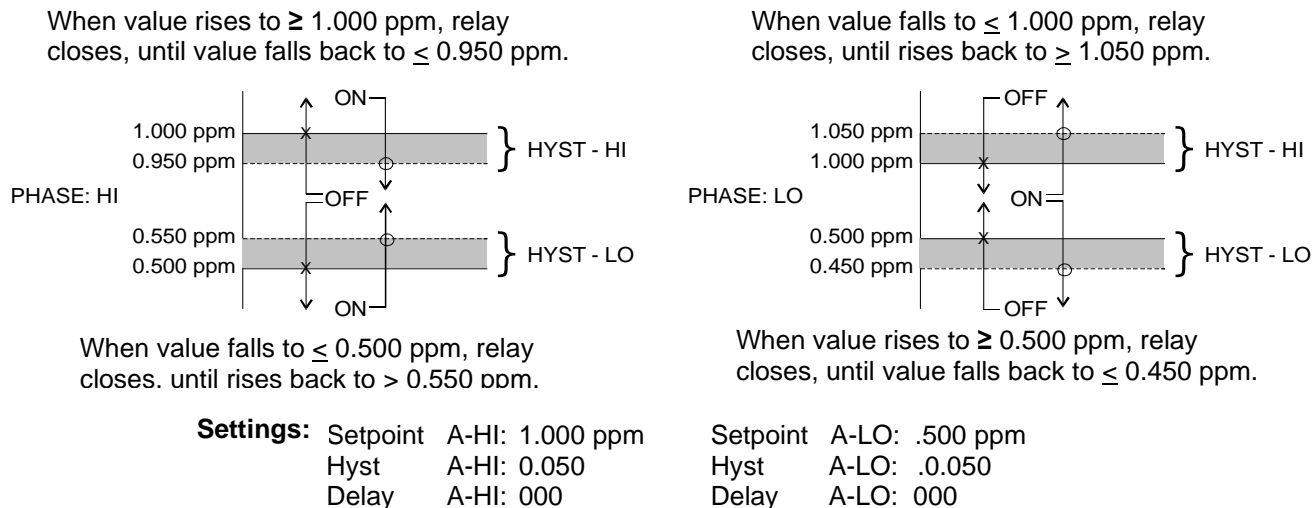 When value rises to ≥ 1.000 ppm, relay
closes, until value falls back to ≤ 0.950 ppm.
ON
1.000 ppm
0.950 ppm
HYST - HI
PHASE: HI
OFF
0.550 ppm
0.500 ppm
HYST - LO
ON
When value falls to ≤ 0.500 ppm, relay
closes. until rises back to > 0.550 ppm.
When value falls to ≤ 1.000 ppm, relay
closes, until rises back to ≥ 1.050 ppm.
OFF
1.050 ppm
1.000 ppm
HYST - HI
PHASE: LO
ON
0.500 ppm
0.450 ppm
HYST - LO
OFF
When value rises to ≥ 0.500 ppm, relay
closes, until value falls back to ≤ 0.450 ppm.
Settings: Setpoint A-HI: 1.000 ppm Setpoint A-LO: .500 ppm
Hyst A-HI: 0.050 Hyst A-LO: .0.050
Delay A-HI: 000 Delay A-LO: 000